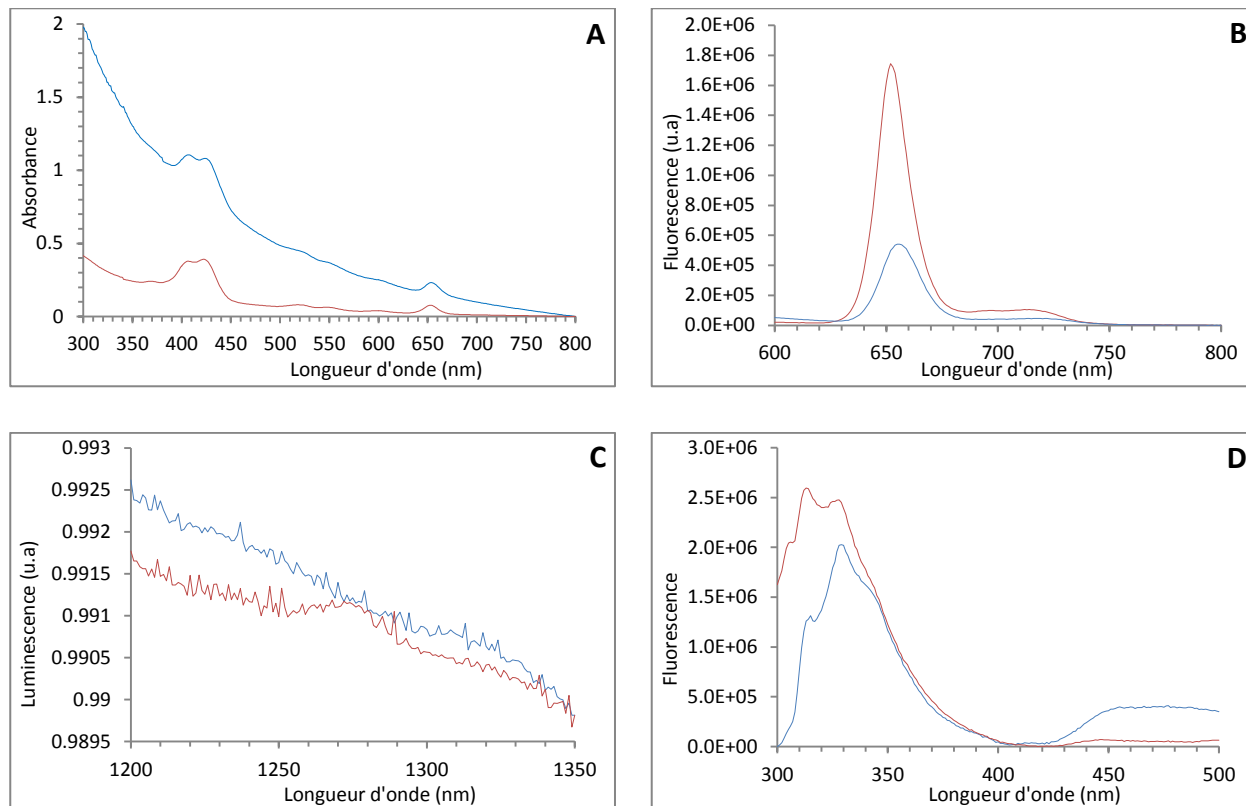 A
Absorbance
2
1.5
1
0.5
0
300 350 400 450 500 550 600 650 700 750 800
Longueur d'onde (nm)
B
Fluorescence (u.a)
2.0E+06
1.8E+06
1.6E+06
1.4E+06
1.2E+06
1.0E+06
8.0E+05
6.0E+05
4.0E+05
2.0E+05
0.0E+00
600 650 700 750 800
Longueur d'onde (nm)
C
Luminescence (u.a)
0.993
0.9925
0.992
0.9915
0.991
0.9905
0.99
0.9895
1200 1250 1300 1350
Longueur d'onde (nm)
D
Fluorescence
3.0E+06
2.5E+06
2.0E+06
1.5E+06
1.0E+06
5.0E+05
0.0E+00
300 350 400 450 500
Longueur d'onde (nm)